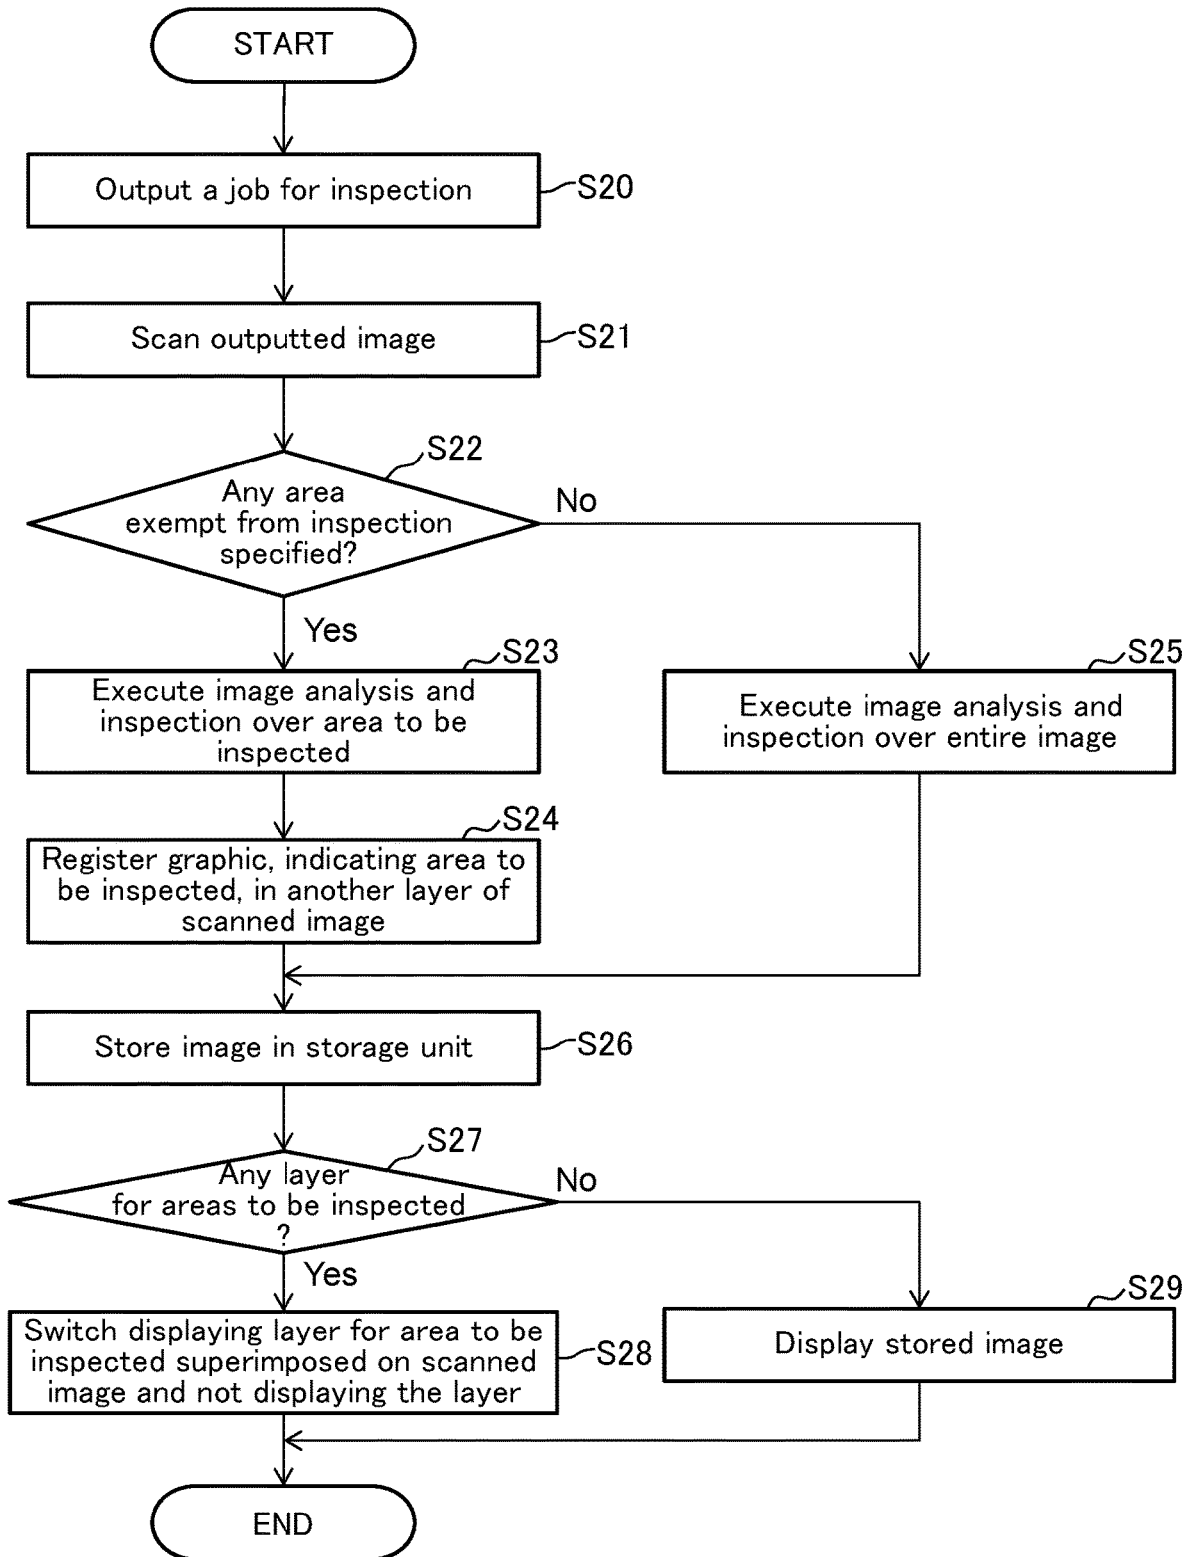 START
Output a job for inspection
S20
Scan outputted image
S21
S22
Any area
exempt from inspection
specified?
No
Yes
S23
Execute image analysis and
inspection over area to be
inspected
S25
Execute image analysis and
inspection over entire image
S24
Register graphic, indicating area to
be inspected, in another layer of
scanned image
Store image in storage unit
S26
S27
Any layer
for areas to be inspected
?
No
Yes
Switch displaying layer for area to be
inspected superimposed on scanned
image and not displaying the layer
S28
S29
Display stored image
END